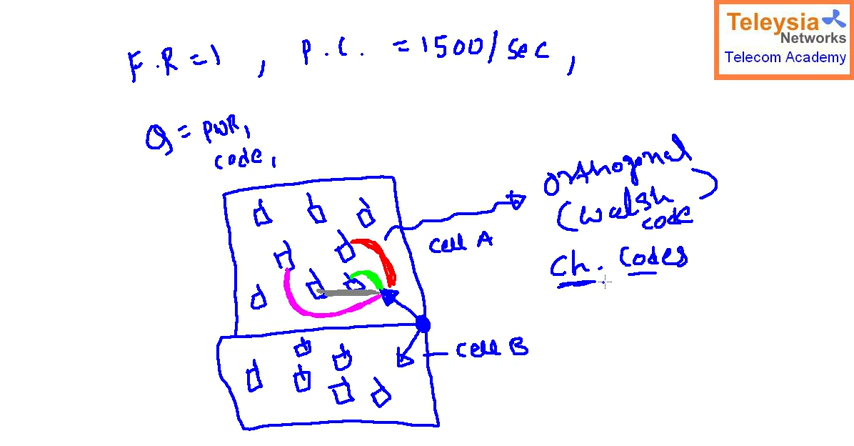 Teleysia
Networks
Telecom Academy
F.R = 1 , P.C. = 1500/sec,
Q = PWR,
code,
orthogonal
(walsh
code)
Cell A
Ch. Codes
Cell B